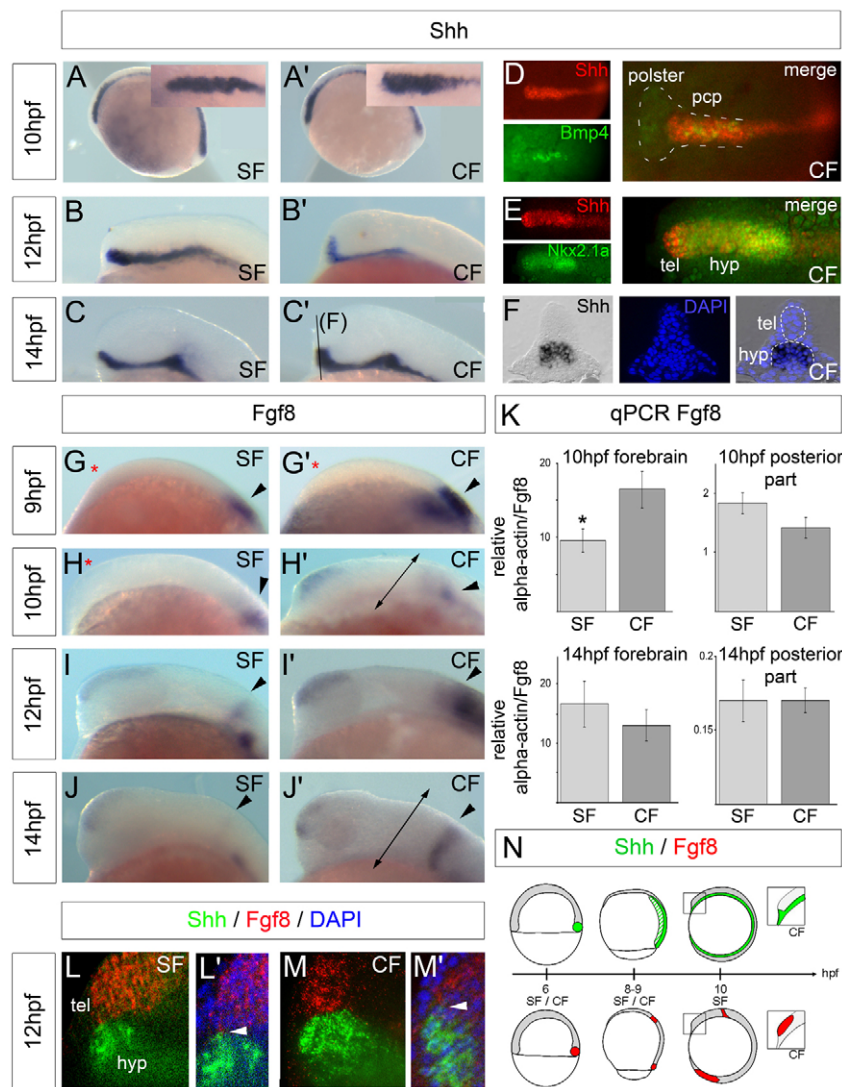 Shh
10hpf
A
SF
A'
CF
D
Shh
Bmp4
polster
pcp
merge
CF
12hpf
B
SF
B'
CF
E
Shh
Nkx2.1a
merge
tel
hyp
CF
14hpf
C
SF
C'
(F)
CF
F
Shh
DAPI
tel
hyp
CF
Fgf8
9hpf
G
*
SF
G'
*
CF
10hpf
H
*
SF
H'
CF
12hpf
I
SF
I'
CF
14hpf
J
SF
J'
CF
K
qPCR Fgf8
10hpf forebrain
relative
alpha-actin/Fgf8
20
10
*
SF
CF
10hpf posterior
part
2
1
SF
CF
14hpf forebrain
relative
alpha-actin/Fgf8
20
10
SF
CF
14hpf posterior
part
0.2
0.15
SF
CF
Shh / Fgf8 / DAPI
12hpf
L
SF
tel
hyp
L'
M
CF
M'
N
Shh / Fgf8
CF
hpf
6
8-9
10
SF / CF
SF / CF
SF
CF